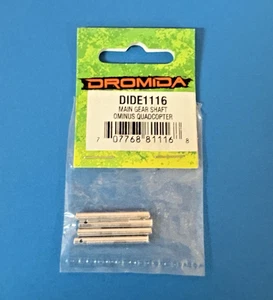 DROMIDA
DIDE1116
MAIN GEAR SHAFT
OMINUS QUADCOPTER
7 07768 81116 8